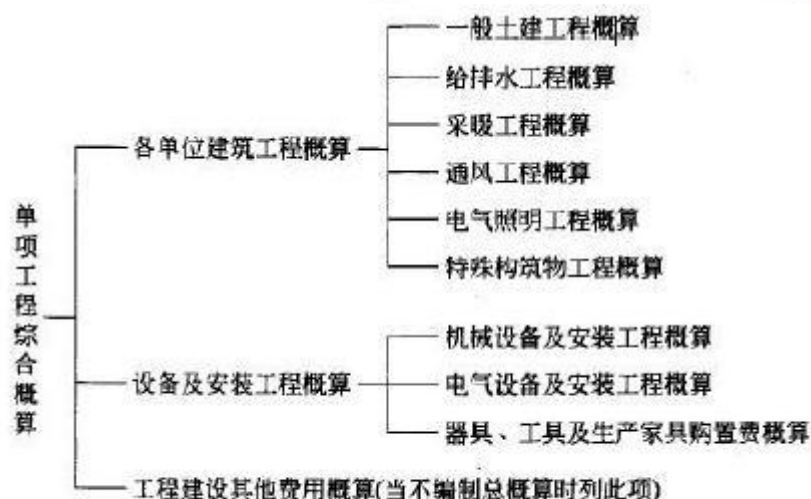 单项工程综合概算
各单位建筑工程概算
一般土建工程概算
给排水工程概算
采暖工程概算
通风工程概算
电气照明工程概算
特殊构筑物工程概算
设备及安装工程概算
机械设备及安装工程概算
电气设备及安装工程概算
器具、工具及生产家具购置费概算
工程建设其他费用概算(当不编制总概算时列此项)